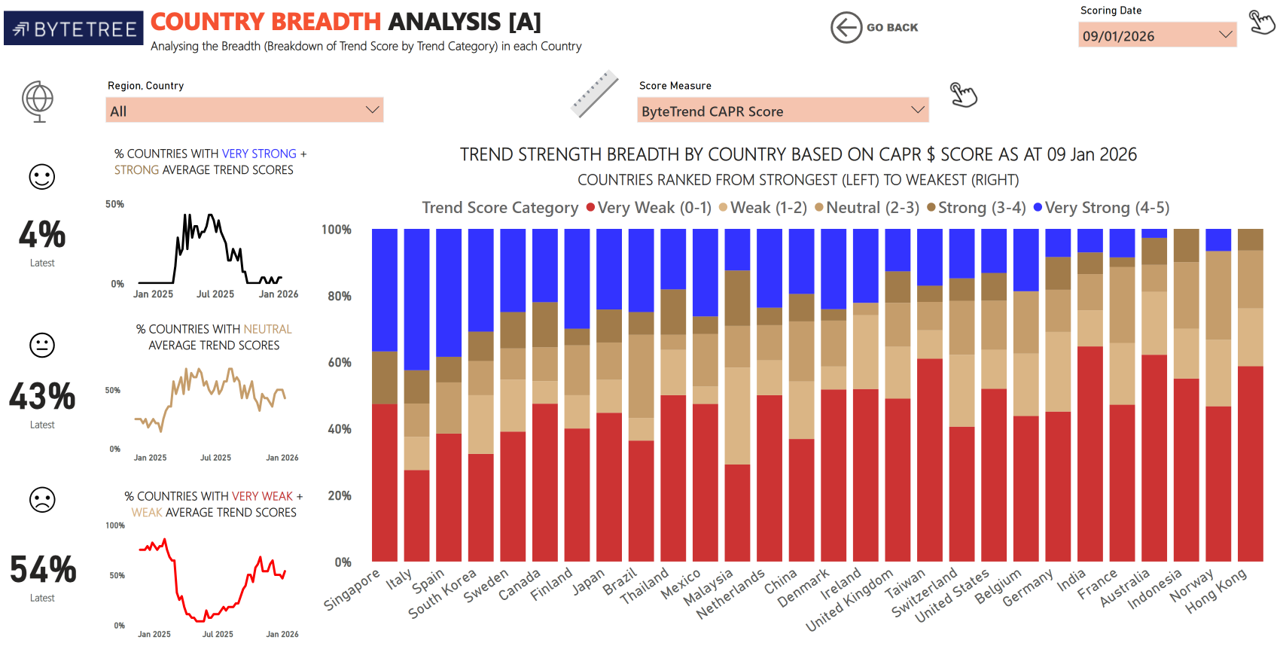 BYTETREE
COUNTRY BREADTH ANALYSIS [A]
Analysing the Breadth (Breakdown of Trend Score by Trend Category) in each Country
GO BACK
Scoring Date
09/01/2026
Region, Country
All
Score Measure
ByteTrend CAPR Score
% COUNTRIES WITH VERY STRONG +
STRONG AVERAGE TREND SCORES
50%
0%
Jan 2025 Jul 2025 Jan 2026
4%
Latest
% COUNTRIES WITH NEUTRAL
AVERAGE TREND SCORES
50%
0%
Jan 2025 Jul 2025 Jan 2026
43%
Latest
% COUNTRIES WITH VERY WEAK +
WEAK AVERAGE TREND SCORES
100%
50%
0%
Jan 2025 Jul 2025 Jan 2026
54%
Latest
TREND STRENGTH BREADTH BY COUNTRY BASED ON CAPR $ SCORE AS AT 09 Jan 2026
COUNTRIES RANKED FROM STRONGEST (LEFT) TO WEAKEST (RIGHT)
Trend Score Category Very Weak (0-1) Weak (1-2) Neutral (2-3) Strong (3-4) Very Strong (4-5)
100%
80%
60%
40%
20%
0%
Singapore
Italy
Spain
South Korea
Sweden
Canada
Finland
Japan
Brazil
Thailand
Mexico
Malaysia
Netherlands
China
Denmark
Ireland
United Kingdom
Taiwan
Switzerland
United States
Belgium
Germany
India
France
Australia
Indonesia
Norway
Hong Kong